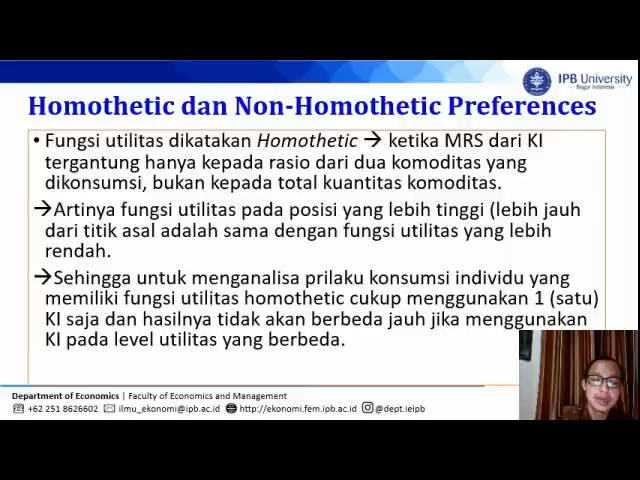 IPB University
Bogor Indonesia
Homothetic dan Non-Homothetic Preferences
• Fungsi utilitas dikatakan Homothetic → ketika MRS dari KI
tergantung hanya kepada rasio dari dua komoditas yang
dikonsumsi, bukan kepada total kuantitas komoditas.
→Artinya fungsi utilitas pada posisi yang lebih tinggi (lebih jauh
dari titik asal adalah sama dengan fungsi utilitas yang lebih
rendah.
→Sehingga untuk menganalisa prilaku konsumsi individu yang
memiliki fungsi utilitas homothetic cukup menggunakan 1 (satu)
KI saja dan hasilnya tidak akan berbeda jauh jika menggunakan
KI pada level utilitas yang berbeda.
Department of Economics | Faculty of Economics and Management
+62 251 8626602 ilmu_ekonomi@ipb.ac.id http://ekonomi.fem.ipb.ac.id @dept.ieipb